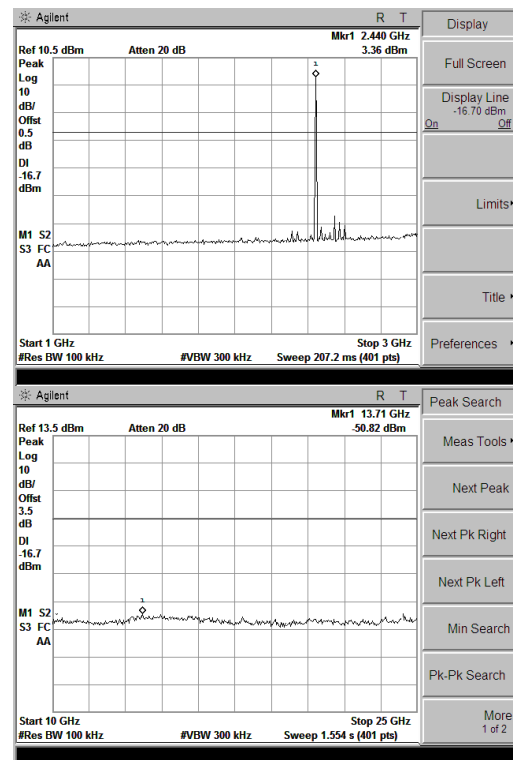 Agilent R T
Mkr1 2.440 GHz
Ref 10.5 dBm Atten 20 dB 3.36 dBm
Peak
Log
10
dB/
Offst
0.5
dB
DI
-16.7
dBm
M1 S2
S3 FC
AA
1
Start 1 GHz Stop 3 GHz
#Res BW 100 kHz #VBW 300 kHz Sweep 207.2 ms (401 pts)
Display
Full Screen
Display Line
-16.70 dBm
On Off
Limits
Title
Preferences
Agilent R T
Mkr1 13.71 GHz
Ref 13.5 dBm Atten 20 dB -50.82 dBm
Peak
Log
10
dB/
Offst
3.5
dB
DI
-16.7
dBm
M1 S2
S3 FC
AA
1
Start 10 GHz Stop 25 GHz
#Res BW 100 kHz #VBW 300 kHz Sweep 1.554 s (401 pts)
Peak Search
Meas Tools
Next Peak
Next Pk Right
Next Pk Left
Min Search
Pk-Pk Search
More
1 of 2